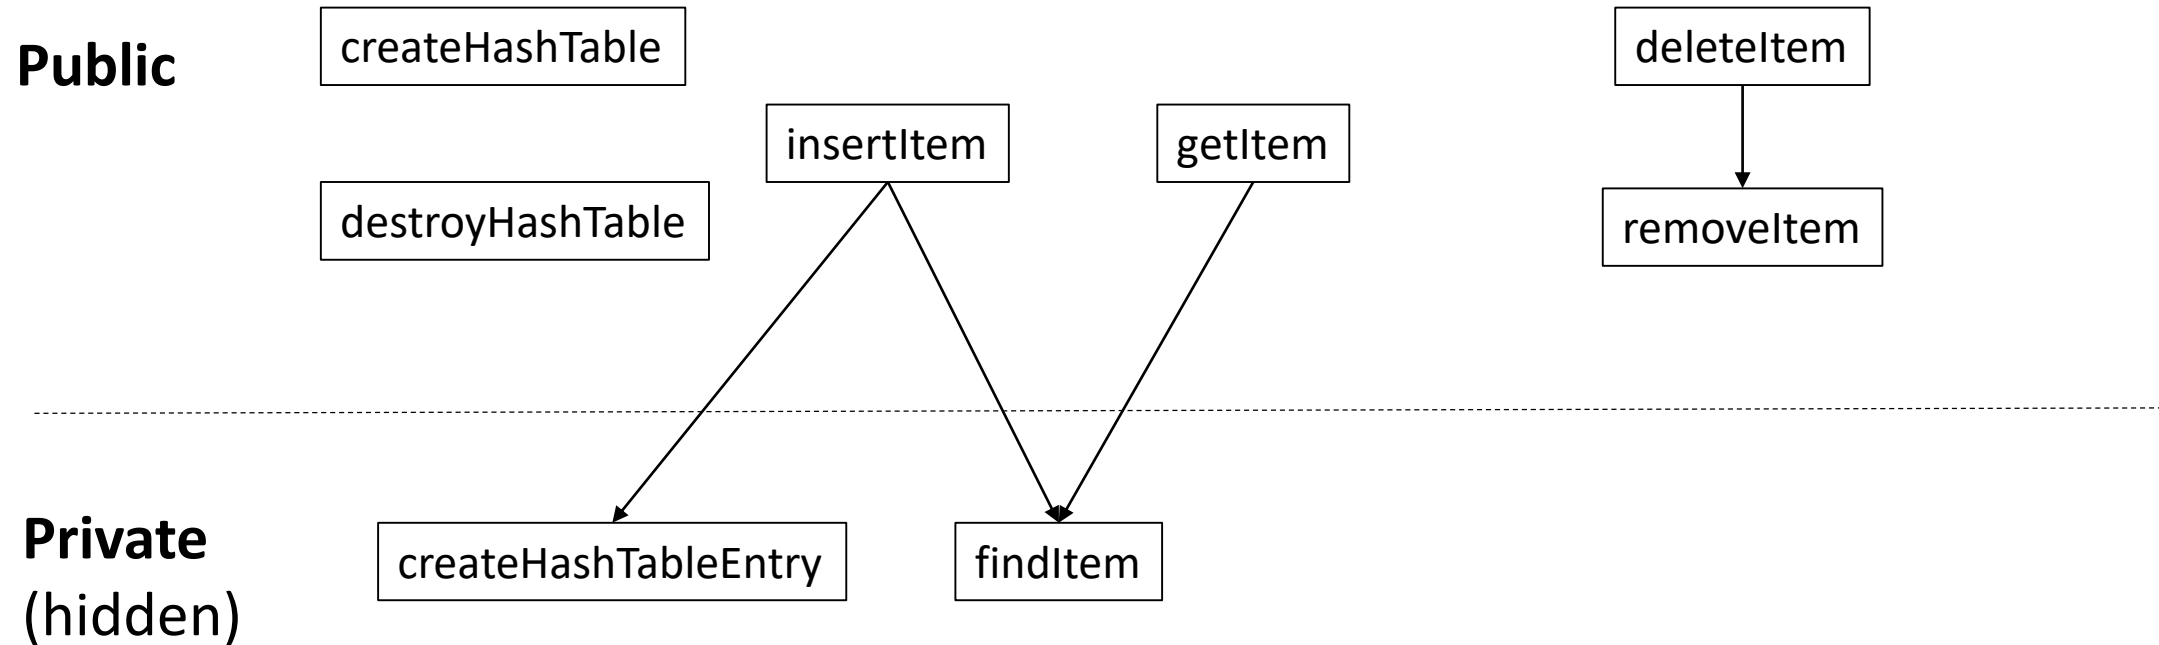 Public
createHashTable
deleteItem
insertItem
getItem
destroyHashTable
removeItem
Private
(hidden)
createHashTableEntry
findItem